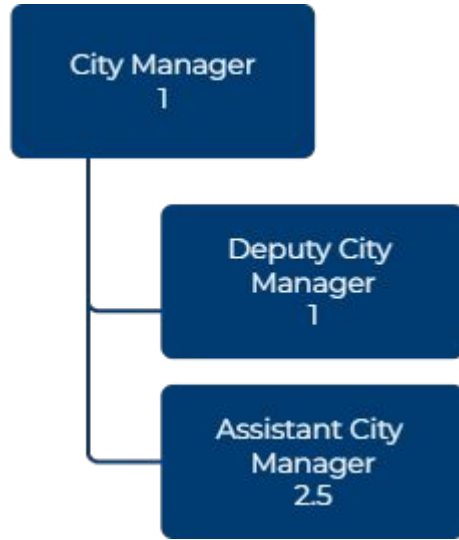 City Manager
1
Deputy City
Manager
1
Assistant City
Manager
2.5